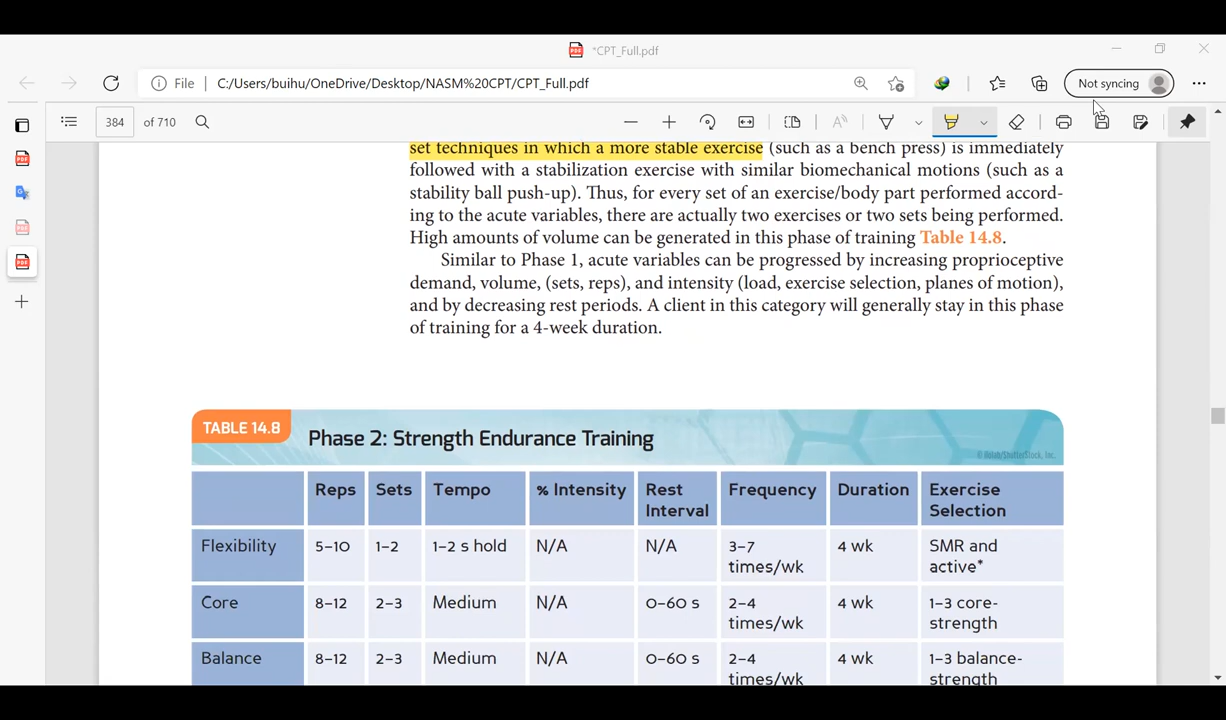 *CPT_Full.pdf
File | C:/Users/buihu/OneDrive/Desktop/NASM%20CPT/CPT_Full.pdf
Not syncing
384 of 710
set techniques in which a more stable exercise (such as a bench press) is immediately
followed with a stabilization exercise with similar biomechanical motions (such as a
stability ball push-up). Thus, for every set of an exercise/body part performed accord-
ing to the acute variables, there are actually two exercises or two sets being performed.
High amounts of volume can be generated in this phase of training Table 14.8.
Similar to Phase 1, acute variables can be progressed by increasing proprioceptive
demand, volume, (sets, reps), and intensity (load, exercise selection, planes of motion),
and by decreasing rest periods. A client in this category will generally stay in this phase
of training for a 4-week duration.
TABLE 14.8
Phase 2: Strength Endurance Training
Reps Sets Tempo % Intensity Rest Interval Frequency Duration Exercise Selection
Flexibility 5–10 1–2 1–2 s hold N/A N/A 3–7 times/wk 4 wk SMR and active*
Core 8–12 2–3 Medium N/A 0–60 s 2–4 times/wk 4 wk 1–3 core-strength
Balance 8–12 2–3 Medium N/A 0–60 s 2–4 times/wk 4 wk 1–3 balance-strength